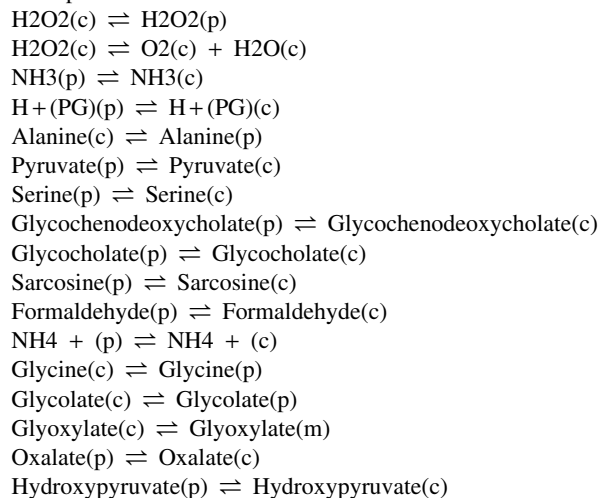 H2O2(c) ⇌ H2O2(p)
H2O2(c) ⇌ O2(c) + H2O(c)
NH3(p) ⇌ NH3(c)
H+(PG)(p) ⇌ H+(PG)(c)
Alanine(c) ⇌ Alanine(p)
Pyruvate(p) ⇌ Pyruvate(c)
Serine(p) ⇌ Serine(c)
Glycochenodeoxycholate(p) ⇌ Glycochenodeoxycholate(c)
Glycocholate(p) ⇌ Glycocholate(c)
Sarcosine(p) ⇌ Sarcosine(c)
Formaldehyde(p) ⇌ Formaldehyde(c)
NH4 + (p) ⇌ NH4 + (c)
Glycine(c) ⇌ Glycine(p)
Glycolate(c) ⇌ Glycolate(p)
Glyoxylate(c) ⇌ Glyoxylate(m)
Oxalate(p) ⇌ Oxalate(c)
Hydroxypyruvate(p) ⇌ Hydroxypyruvate(c)